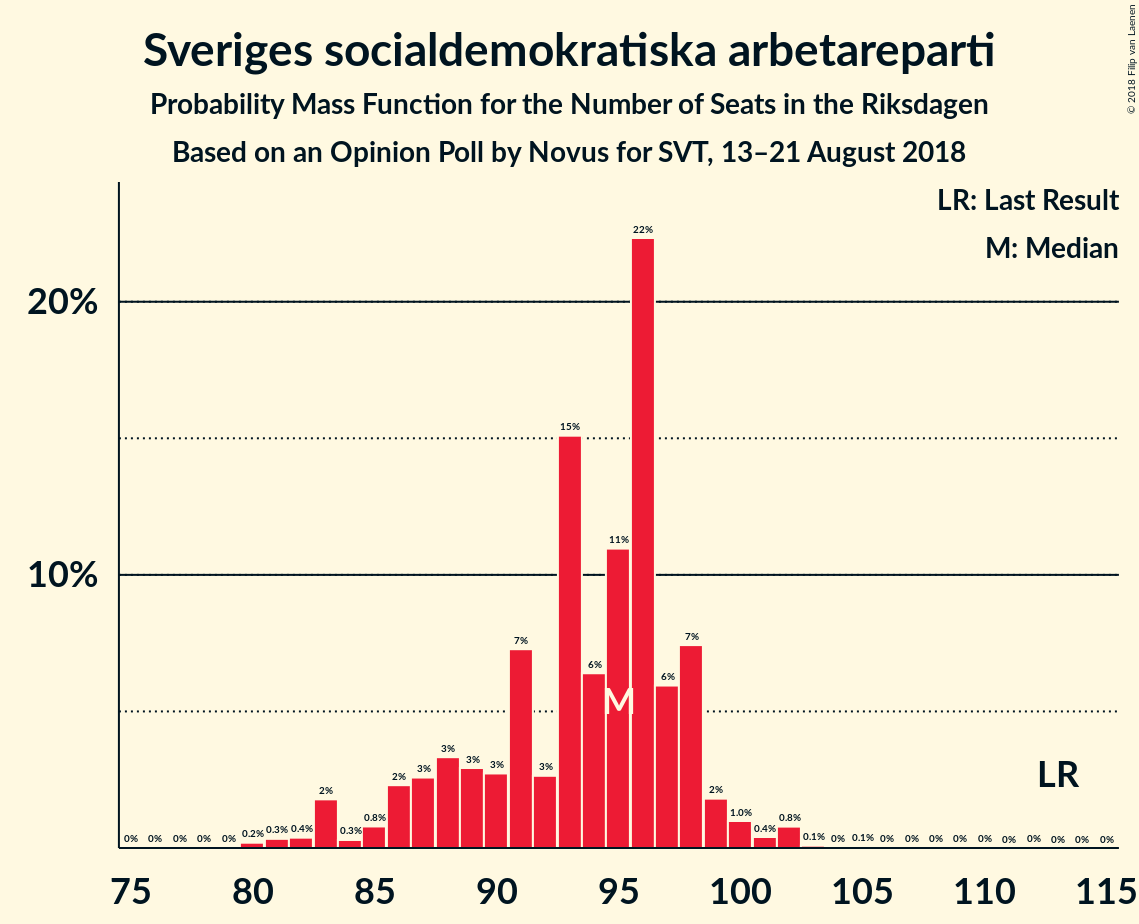 Sveriges socialdemokratiska arbetareparti
Probability Mass Function for the Number of Seats in the Riksdagen
Based on an Opinion Poll by Novus for SVT, 13–21 August 2018
© 2018 Filip van Laenen
LR: Last Result
M: Median
20%
10%
0% 0% 0% 0% 0% 0.2% 0.3% 0.4% 2% 0.3% 0.8% 2% 3% 3% 3% 3% 7% 3% 15% 6% 11% 22% 6% 7% 2% 1.0% 0.4% 0.8% 0.1% 0% 0.1% 0% 0% 0% 0% 0% 0% 0% 0% 0% 0%
M
LR
75 80 85 90 95 100 105 110 115